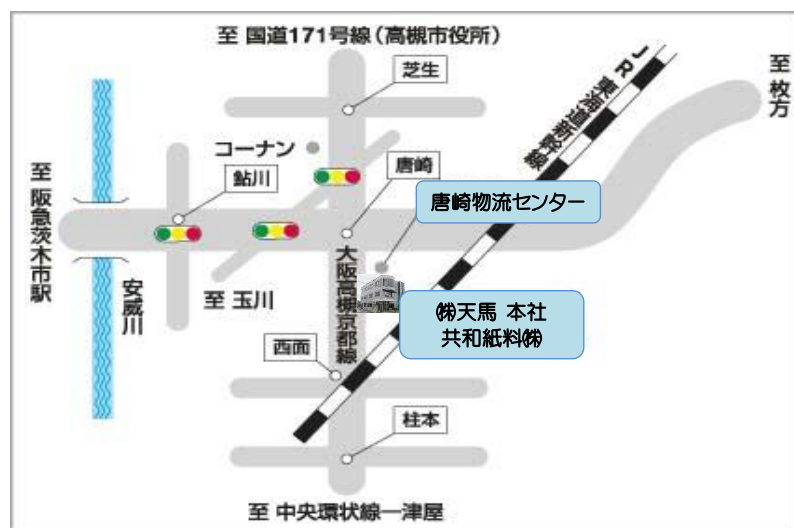 至 国道171号線(高槻市役所)
芝生
JR東海道新幹線
至 枚方
コーナン
鮎川
唐崎
至 阪急茨木市駅
唐崎物流センター
大阪高槻京都線
安威川
至 玉川
㈱天馬 本社
共和紙料㈱
西面
柱本
至 中央環状線一津屋